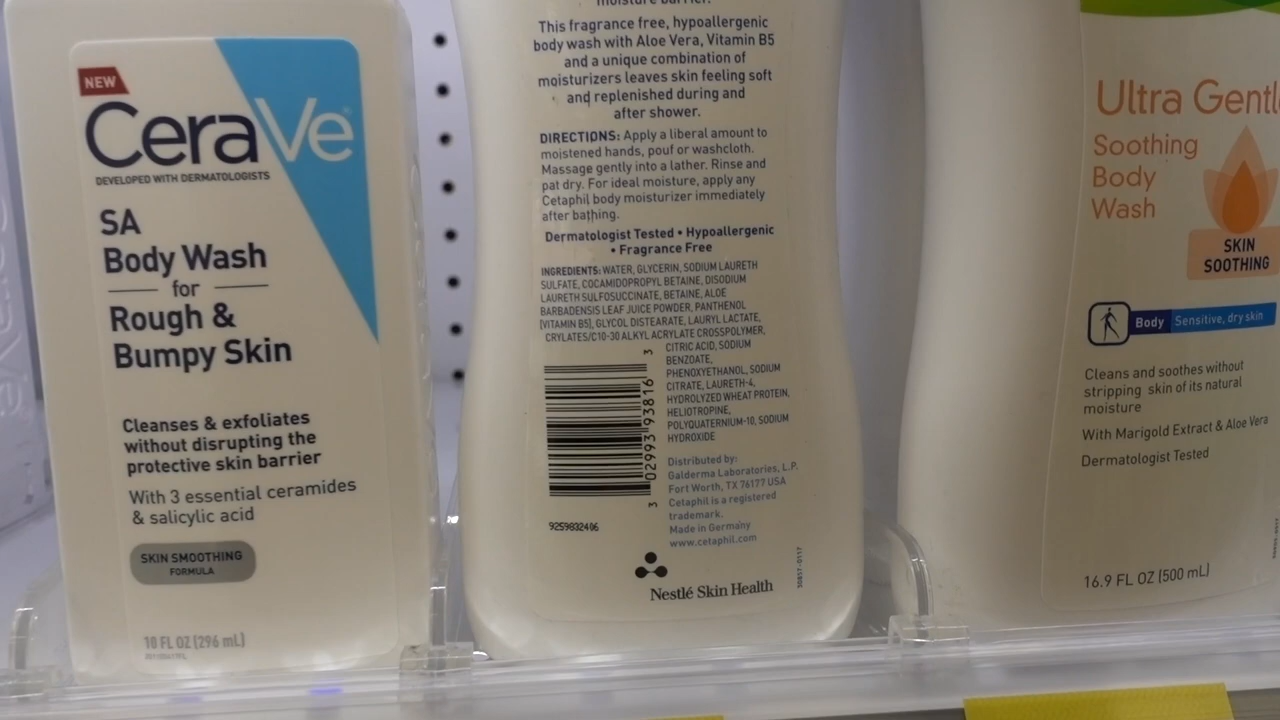 NEW
CeraVe
DEVELOPED WITH DERMATOLOGISTS
SA
Body Wash
for
Rough &
Bumpy Skin
Cleanses & exfoliates
without disrupting the
protective skin barrier
With 3 essential ceramides
& salicylic acid
SKIN SMOOTHING
FORMULA
10 FL OZ (296 mL)
moisture barrier.
This fragrance free, hypoallergenic
body wash with Aloe Vera, Vitamin B5
and a unique combination of
moisturizers leaves skin feeling soft
and replenished during and
after shower.
DIRECTIONS: Apply a liberal amount to
moistened hands, pouf or washcloth.
Massage gently into a lather. Rinse and
pat dry. For ideal moisture, apply any
Cetaphil body moisturizer immediately
after bathing.
Dermatologist Tested • Hypoallergenic
• Fragrance Free
INGREDIENTS: WATER, GLYCERIN, SODIUM LAURETH
SULFATE, COCAMIDOPROPYL BETAINE, DISODIUM
LAURETH SULFOSUCCINATE, BETAINE, ALOE
BARBADENSIS LEAF JUICE POWDER, PANTHENOL
(VITAMIN B5), GLYCOL DISTEARATE, LAURYL LACTATE,
CRYLATES/C10-30 ALKYL ACRYLATE CROSSPOLYMER,
CITRIC ACID, SODIUM
BENZOATE,
PHENOXYETHANOL, SODIUM
CITRATE, LAURETH-4,
HYDROLYZED WHEAT PROTEIN,
HELIOTROPINE,
POLYQUATERNIUM-10, SODIUM
HYDROXIDE
3 02993 93816 3
Distributed by:
Galderma Laboratories, L.P.
Fort Worth, TX 76177 USA
Cetaphil is a registered
trademark.
Made in Germany
www.cetaphil.com
9259832406
Nestlé Skin Health
30857-0117
Ultra Gentl
Soothing
Body
Wash
SKIN
SOOTHING
Body Sensitive, dry skin
Cleans and soothes without
stripping skin of its natural
moisture
With Marigold Extract & Aloe Vera
Dermatologist Tested
16.9 FL OZ (500 mL)